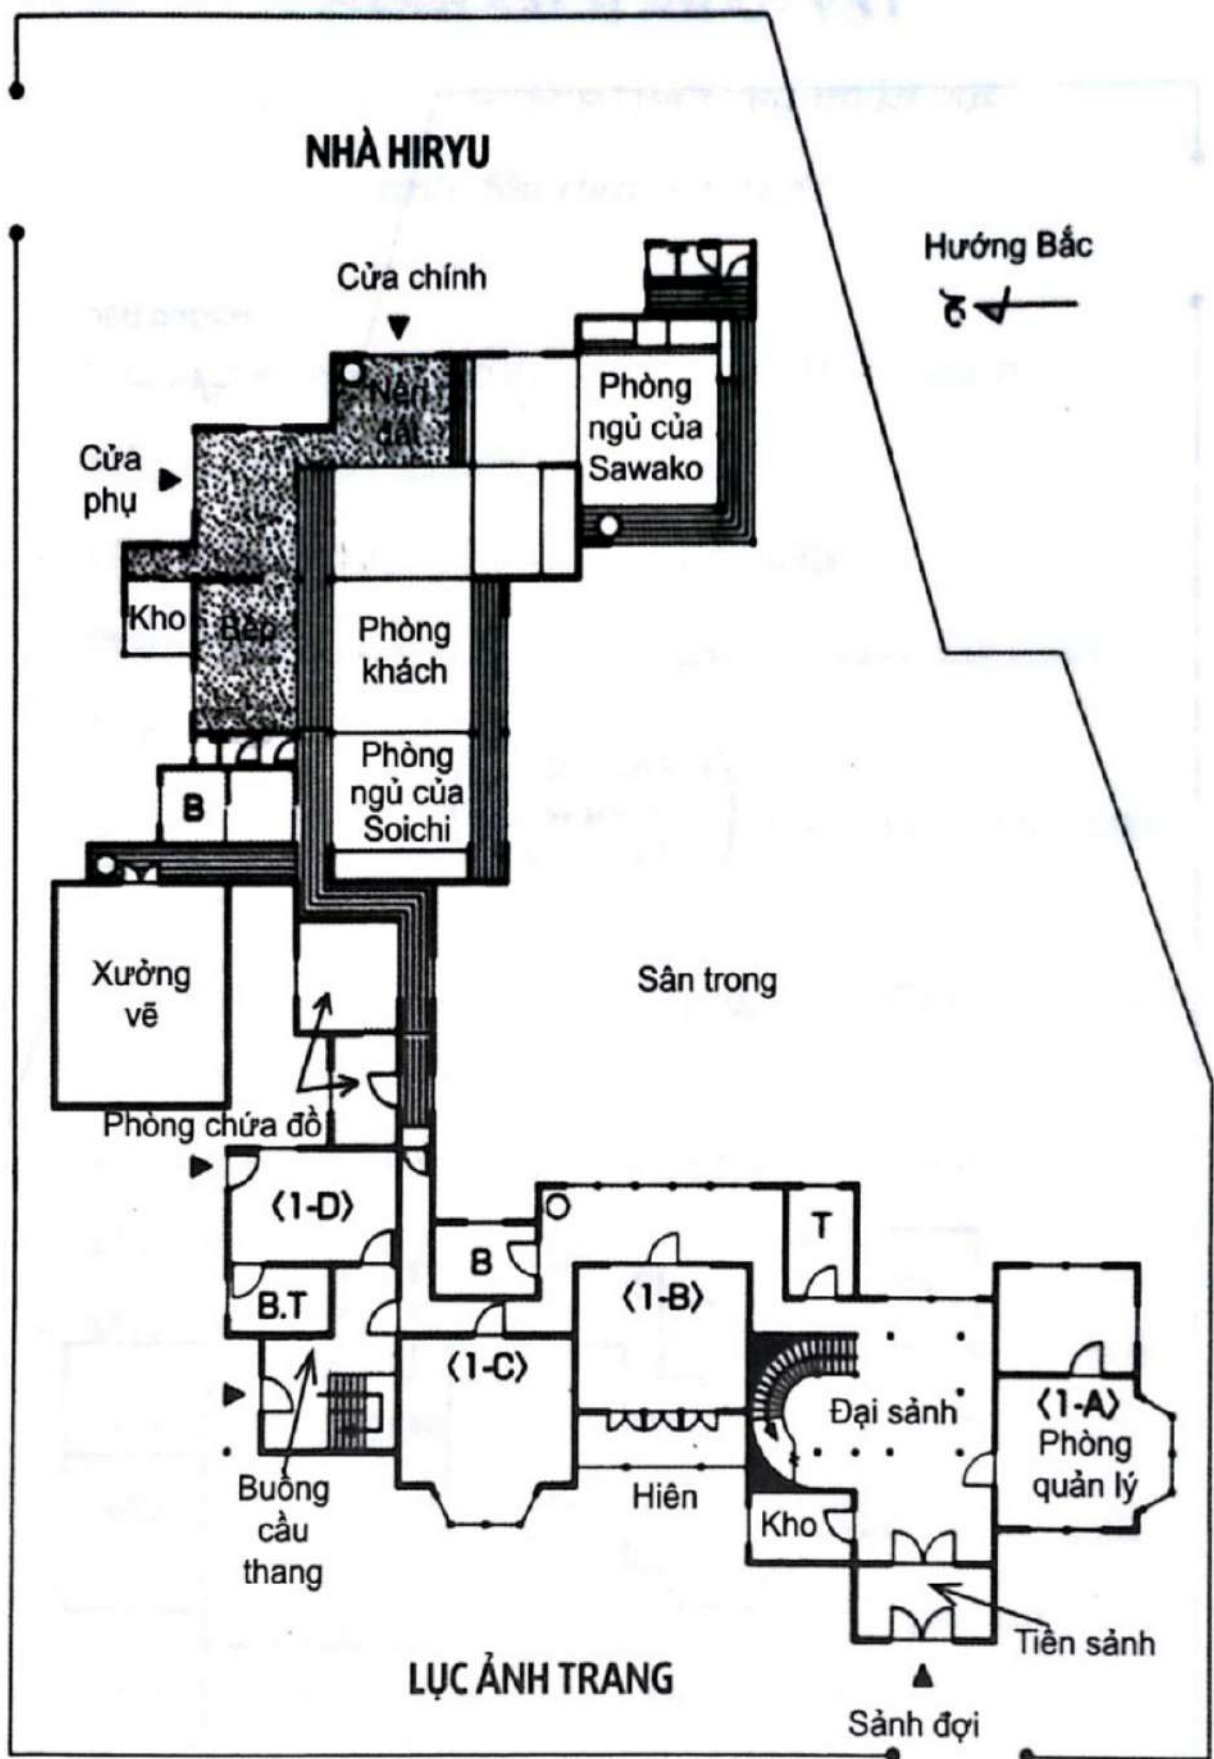 NHÀ HIRYU
Hướng Bắc
Cửa chính
Nền
đất
Phòng
ngủ của
Sawako
Cửa
phụ
Kho
Bếp
Phòng
khách
Phòng
ngủ của
Soichi
B
Xưởng
vẽ
Sân trong
Phòng chứa đồ
〈1-D〉
B
T
B.T
〈1-B〉
〈1-C〉
Đại sảnh
〈1-A〉
Phòng
quản lý
Buồng
cầu
thang
Hiên
Kho
Tiền sảnh
LỤC ẢNH TRANG
Sảnh đợi